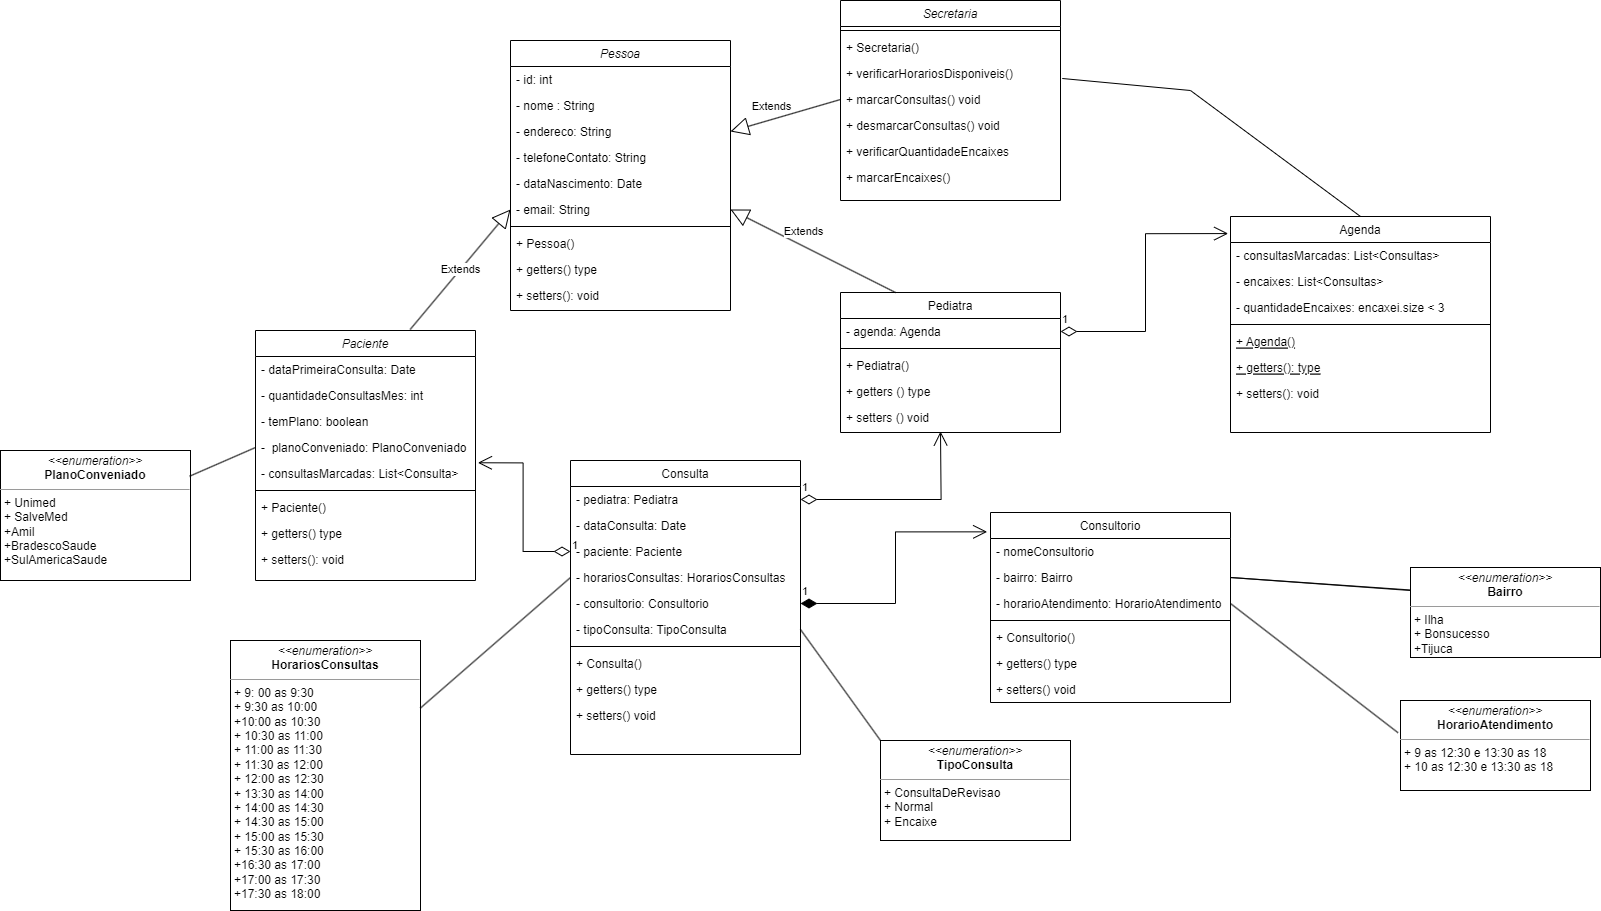 Secretaria
+ Secretaria()
+ verificarHorariosDisponiveis()
+ marcarConsultas() void
+ desmarcarConsultas() void
+ verificarQuantidadeEncaixes
+ marcarEncaixes()
Pessoa
- id: int
- nome : String
- endereco: String
- telefoneContato: String
- dataNascimento: Date
- email: String
+ Pessoa()
+ getters() type
+ setters(): void
Extends
Extends
Extends
Agenda
- consultasMarcadas: List<Consultas>
- encaixes: List<Consultas>
- quantidadeEncaixes: encaxei.size < 3
+ Agenda()
+ getters(): type
+ setters(): void
Pediatra
- agenda: Agenda
+ Pediatra()
+ getters () type
+ setters () void
1
Paciente
- dataPrimeiraConsulta: Date
- quantidadeConsultasMes: int
- temPlano: boolean
- planoConveniado: PlanoConveniado
- consultasMarcadas: List<Consulta>
+ Paciente()
+ getters() type
+ setters(): void
<<enumeration>>
PlanoConveniado
+ Unimed
+ SalveMed
+Amil
+BradescoSaude
+SulAmericaSaude
Consulta
- pediatra: Pediatra
- dataConsulta: Date
- paciente: Paciente
- horariosConsultas: HorariosConsultas
- consultorio: Consultorio
- tipoConsulta: TipoConsulta
+ Consulta()
+ getters() type
+ setters() void
1
1
1
Consultorio
- nomeConsultorio
- bairro: Bairro
- horarioAtendimento: HorarioAtendimento
+ Consultorio()
+ getters() type
+ setters() void
<<enumeration>>
Bairro
+ Ilha
+ Bonsucesso
+Tijuca
<<enumeration>>
HorariosConsultas
+ 9: 00 as 9:30
+ 9:30 as 10:00
+10:00 as 10:30
+ 10:30 as 11:00
+ 11:00 as 11:30
+ 11:30 as 12:00
+ 12:00 as 12:30
+ 13:30 as 14:00
+ 14:00 as 14:30
+ 14:30 as 15:00
+ 15:00 as 15:30
+ 15:30 as 16:00
+16:30 as 17:00
+17:00 as 17:30
+17:30 as 18:00
<<enumeration>>
HorarioAtendimento
+ 9 as 12:30 e 13:30 as 18
+ 10 as 12:30 e 13:30 as 18
<<enumeration>>
TipoConsulta
+ ConsultaDeRevisao
+ Normal
+ Encaixe